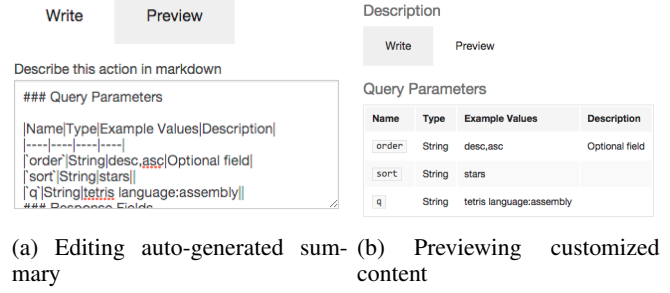 Write Preview
Describe this action in markdown
### Query Parameters
|Name|Type|Example Values|Description|
|----|----|----|----|
|`order`|String|desc,asc|Optional field|
|`sort`|String|stars||
|`q`|String|tetris language:assembly||
### Response Fields
(a) Editing auto-generated sum-
mary
Description
Write Preview
Query Parameters
Name Type Example Values Description
order String desc,asc Optional field
sort String stars
q String tetris language:assembly
(b) Previewing customized
content